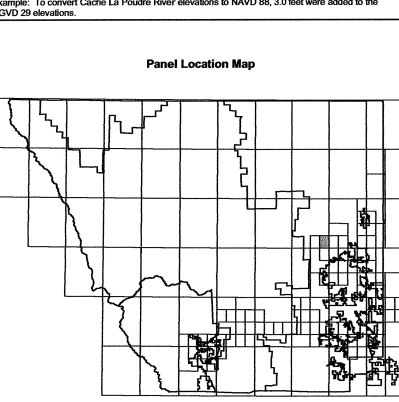 xample: To convert Cache La Poudre River elevations to NAVD 88, 3.0 feet were added to the
GVD 29 elevations.
Panel Location Map